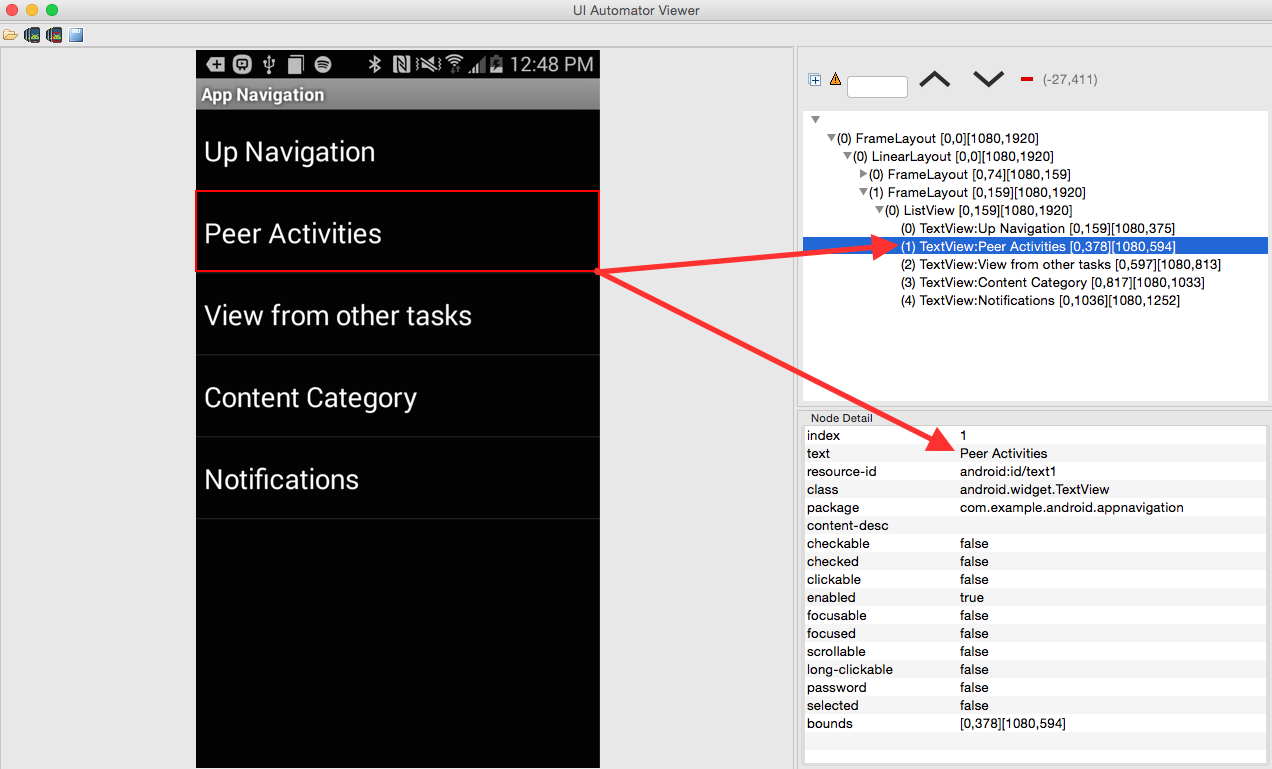 UI Automator Viewer
12:48 PM
App Navigation
Up Navigation
Peer Activities
View from other tasks
Content Category
Notifications
(-27,411)
(0) FrameLayout [0,0][1080,1920]
(0) LinearLayout [0,0][1080,1920]
(0) FrameLayout [0,74][1080,159]
(1) FrameLayout [0,159][1080,1920]
(0) ListView [0,159][1080,1920]
(0) TextView:Up Navigation [0,159][1080,375]
(1) TextView:Peer Activities [0,378][1080,594]
(2) TextView:View from other tasks [0,597][1080,813]
(3) TextView:Content Category [0,817][1080,1033]
(4) TextView:Notifications [0,1036][1080,1252]
Node Detail
index 1
text Peer Activities
resource-id android:id/text1
class android.widget.TextView
package com.example.android.appnavigation
content-desc
checkable false
checked false
clickable false
enabled true
focusable false
focused false
scrollable false
long-clickable false
password false
selected false
bounds [0,378][1080,594]